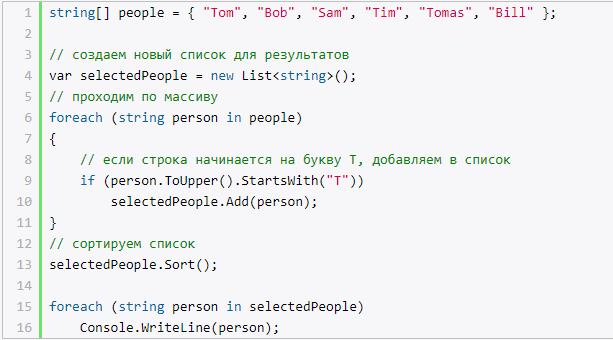 1 string[] people = { "Tom", "Bob", "Sam", "Tim", "Tomas", "Bill" };
2
3 // создаем новый список для результатов
4 var selectedPeople = new List<string>();
5 // проходим по массиву
6 foreach (string person in people)
7 {
8     // если строка начинается на букву T, добавляем в список
9     if (person.ToUpper().StartsWith("T"))
10         selectedPeople.Add(person);
11 }
12 // сортируем список
13 selectedPeople.Sort();
14
15 foreach (string person in selectedPeople)
16     Console.WriteLine(person);